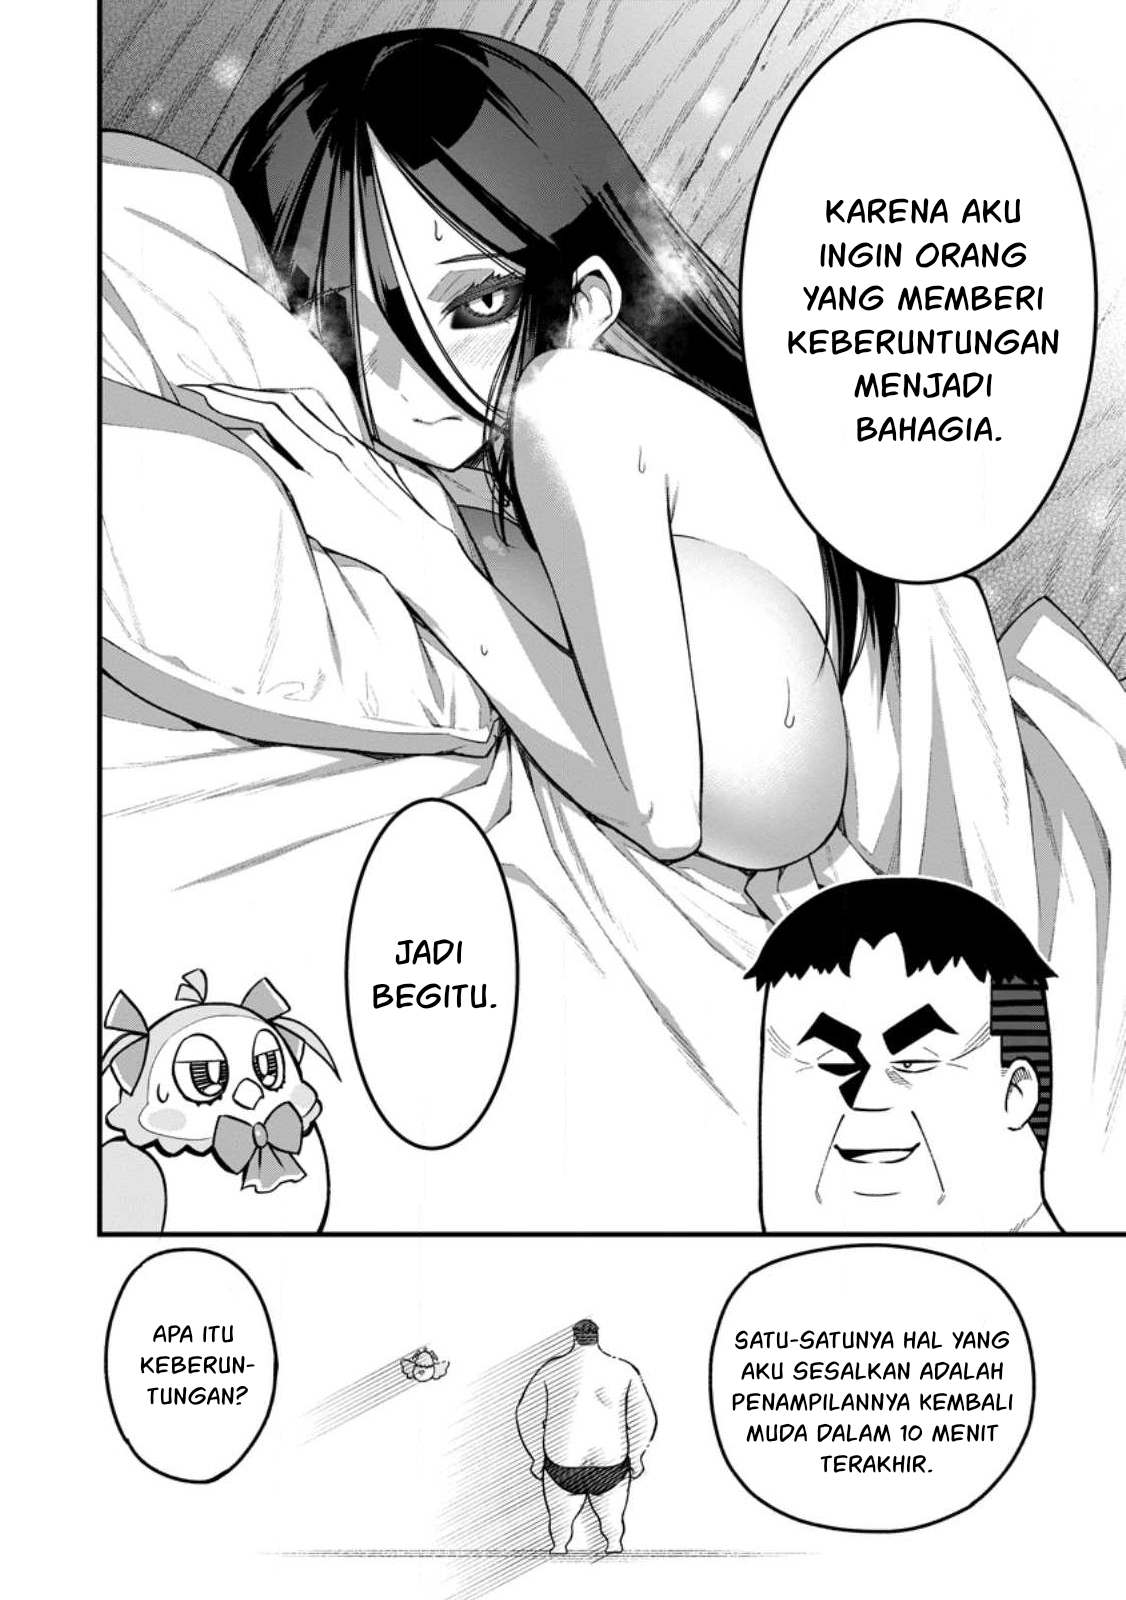 KARENA AKU
INGIN ORANG
YANG MEMBERI
KEBERUNTUNGAN
MENJADI
BAHAGIA.
JADI
BEGITU.
SATU-SATUNYA HAL YANG
AKU SESALKAN ADALAH
PENAMPILANNYA KEMBALI
MUDA DALAM 10 MENIT
TERAKHIR.
APA ITU
KEBERUN-
TUNGAN?